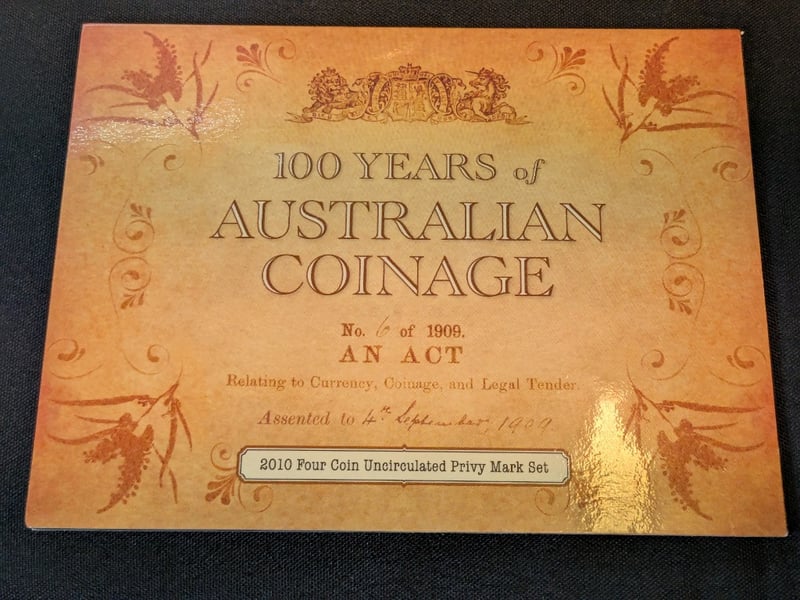 100 YEARS of
AUSTRALIAN
COINAGE
No. 6 of 1909.
AN ACT
Relating to Currency, Coinage, and Legal Tender.
Assented to 4th September, 1909.
2010 Four Coin Uncirculated Privy Mark Set